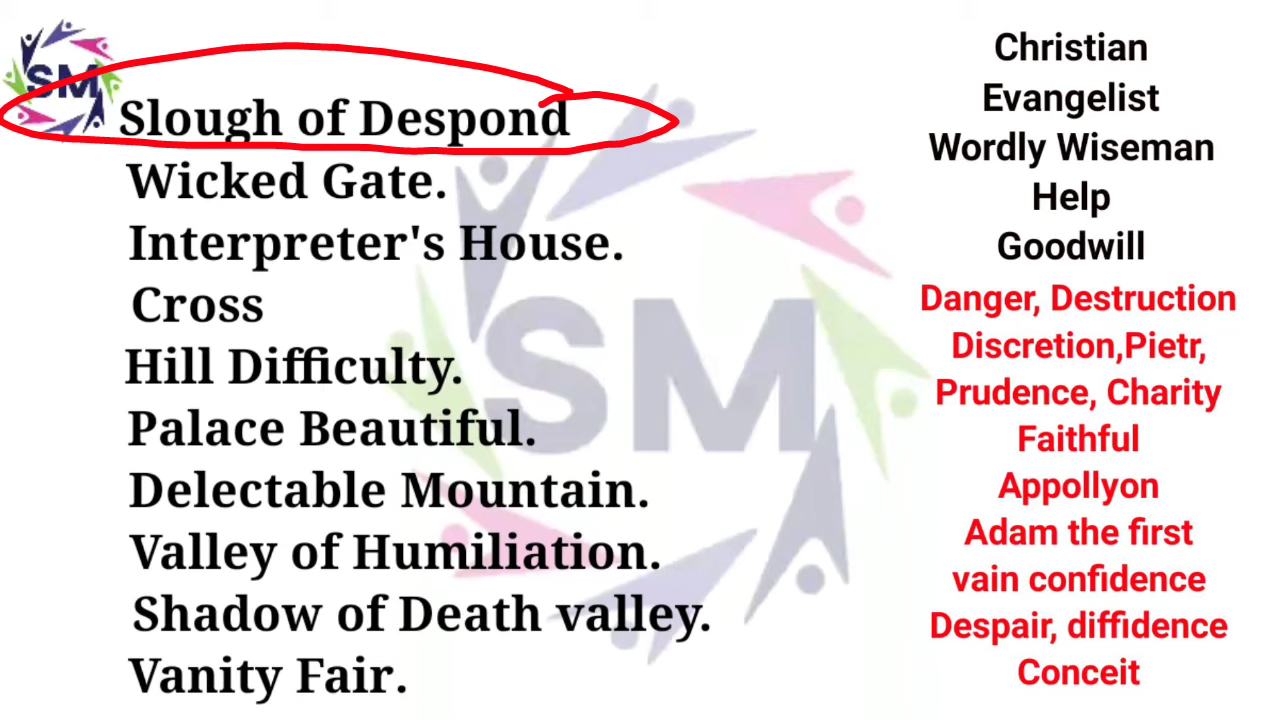 SM
Slough of Despond
Wicked Gate.
Interpreter's House.
Cross
Hill Difficulty.
Palace Beautiful.
Delectable Mountain.
Valley of Humiliation.
Shadow of Death valley.
Vanity Fair.
SM
Christian
Evangelist
Wordly Wiseman
Help
Goodwill
Danger, Destruction
Discretion,Pietr,
Prudence, Charity
Faithful
Appollyon
Adam the first
vain confidence
Despair, diffidence
Conceit